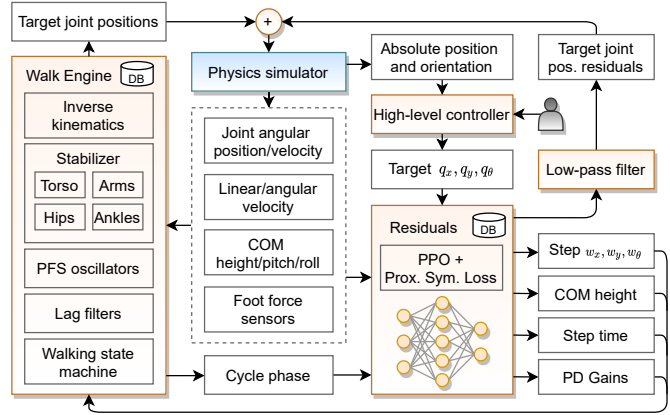 Target joint positions
+
Walk Engine
DB
Inverse
kinematics
Stabilizer
Torso
Arms
Hips
Ankles
PFS oscillators
Lag filters
Walking state
machine
Physics simulator
Joint angular
position/velocity
Linear/angular
velocity
COM
height/pitch/roll
Foot force
sensors
Cycle phase
Absolute position
and orientation
High-level controller
Target q_x, q_y, q_θ
Residuals
DB
PPO +
Prox. Sym. Loss
Target joint
pos. residuals
Low-pass filter
Step w_x, w_y, w_θ
COM height
Step time
PD Gains